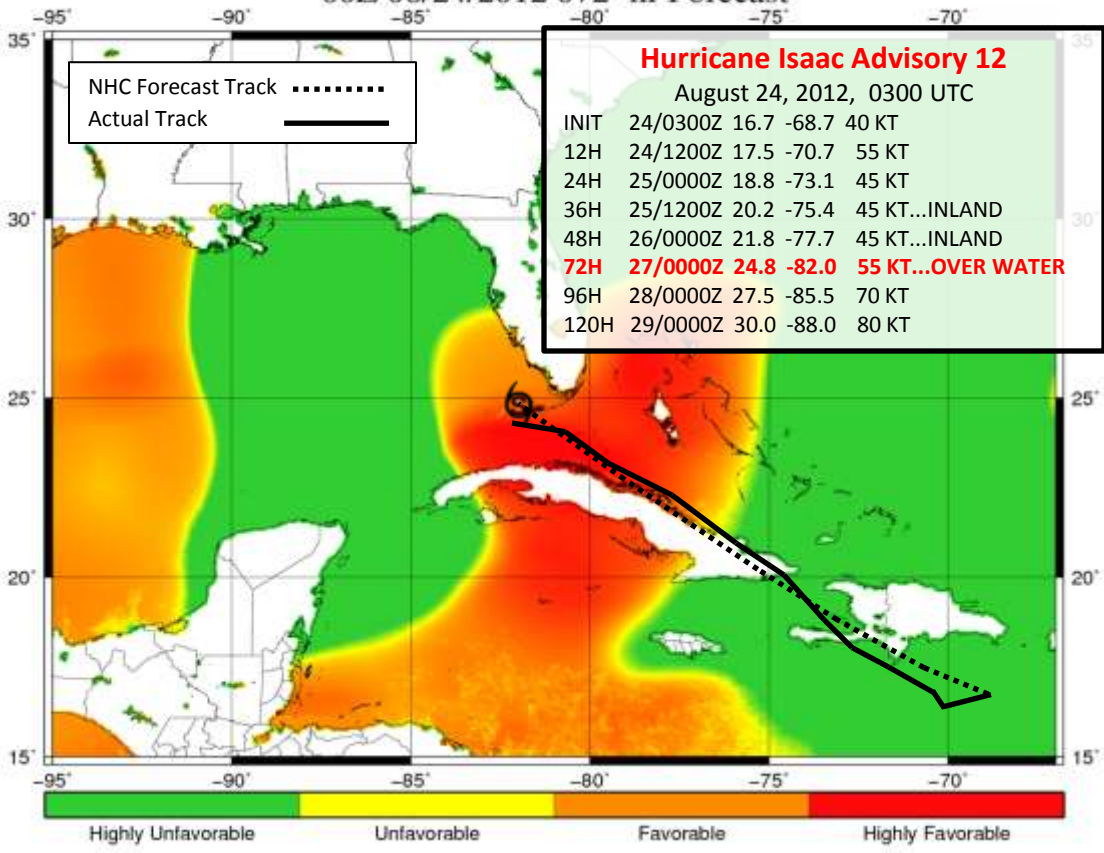 −95° −90° −85° −80° −75° −70°
35° 35°
Hurricane Isaac Advisory 12
August 24, 2012, 0300 UTC
INIT 24/0300Z 16.7 -68.7 40 KT
12H 24/1200Z 17.5 -70.7 55 KT
24H 25/0000Z 18.8 -73.1 45 KT
36H 25/1200Z 20.2 -75.4 45 KT...INLAND
48H 26/0000Z 21.8 -77.7 45 KT...INLAND
72H 27/0000Z 24.8 -82.0 55 KT...OVER WATER
96H 28/0000Z 27.5 -85.5 70 KT
120H 29/0000Z 30.0 -88.0 80 KT
NHC Forecast Track
Actual Track
30° 30°
25° 25°
20° 20°
15° 15°
−95° −90° −85° −80° −75° −70°
Highly Unfavorable Unfavorable Favorable Highly Favorable